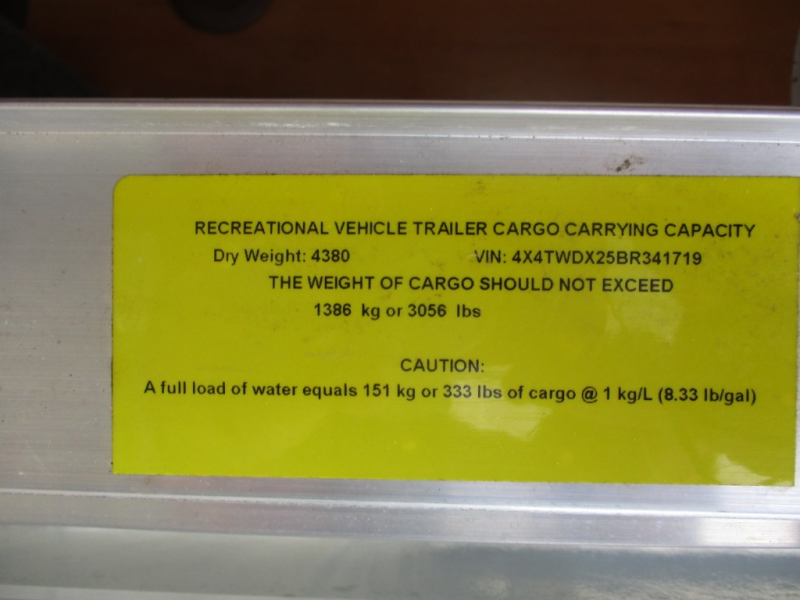 RECREATIONAL VEHICLE TRAILER CARGO CARRYING CAPACITY
Dry Weight: 4380 VIN: 4X4TWDX25BR341719
THE WEIGHT OF CARGO SHOULD NOT EXCEED
1386 kg or 3056 lbs
CAUTION:
A full load of water equals 151 kg or 333 lbs of cargo @ 1 kg/L (8.33 lb/gal)